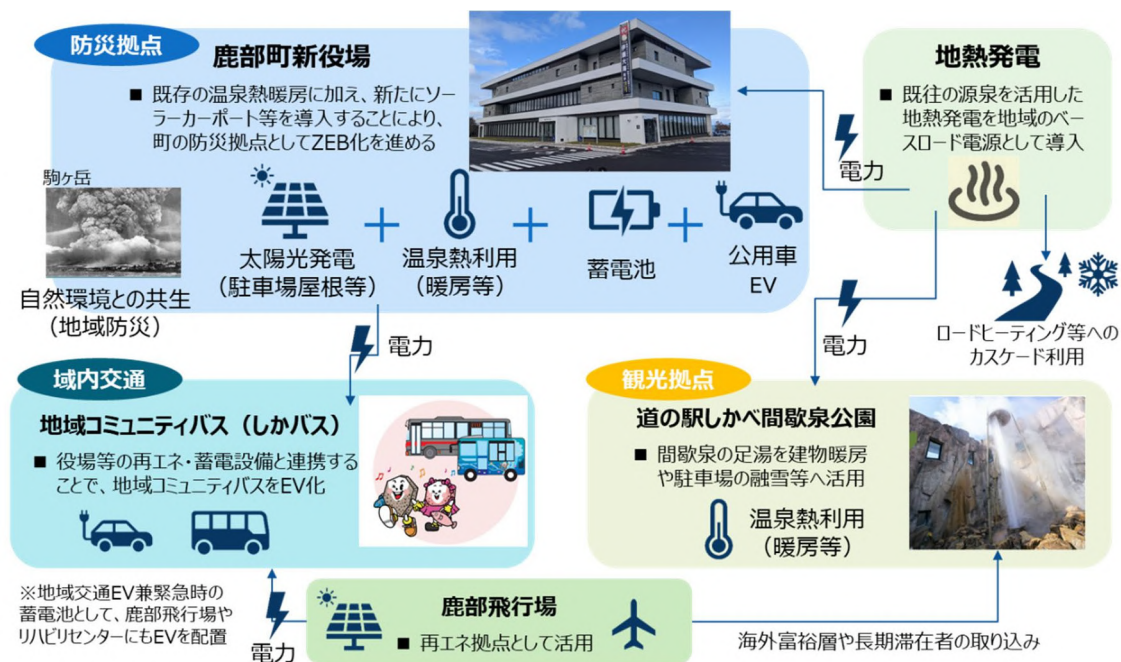 防災拠点
鹿部町新役場
■ 既存の温泉熱暖房に加え、新たにソー
ラーカーポート等を導入することにより、
町の防災拠点としてZEB化を進める
駒ヶ岳
自然環境との共生
（地域防災）
太陽光発電
（駐車場屋根等）
＋
温泉熱利用
（暖房等）
＋
蓄電池
＋
公用車
EV
地熱発電
■ 既往の源泉を活用した
地熱発電を地域のベー
スロード電源として導入
電力
電力
電力
ロードヒーティング等への
カスケード利用
域内交通
地域コミュニティバス（しかバス）
■ 役場等の再エネ・蓄電設備と連携する
ことで、地域コミュニティバスをEV化
観光拠点
道の駅しかべ間歇泉公園
■ 間歇泉の足湯を建物暖房
や駐車場の融雪等へ活用
温泉熱利用
（暖房等）
※地域交通EV兼緊急時の
蓄電池として、鹿部飛行場や
リハビリセンターにもEVを配置
電力
鹿部飛行場
■ 再エネ拠点として活用
海外富裕層や長期滞在者の取り込み